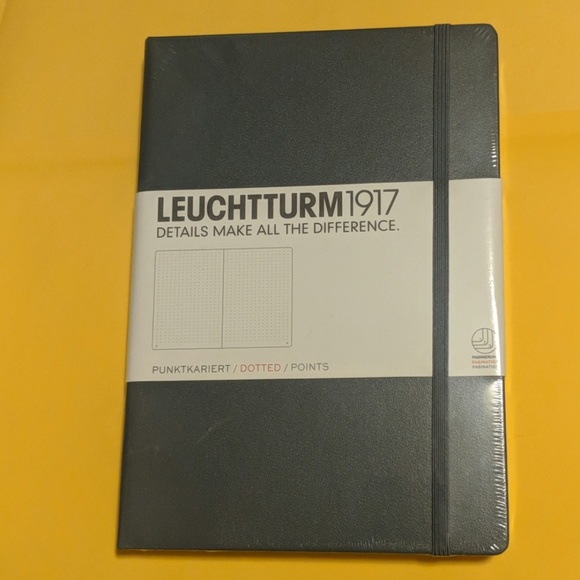 LEUCHTTURM1917
DETAILS MAKE ALL THE DIFFERENCE.
PUNKTKARIERT / DOTTED / POINTS